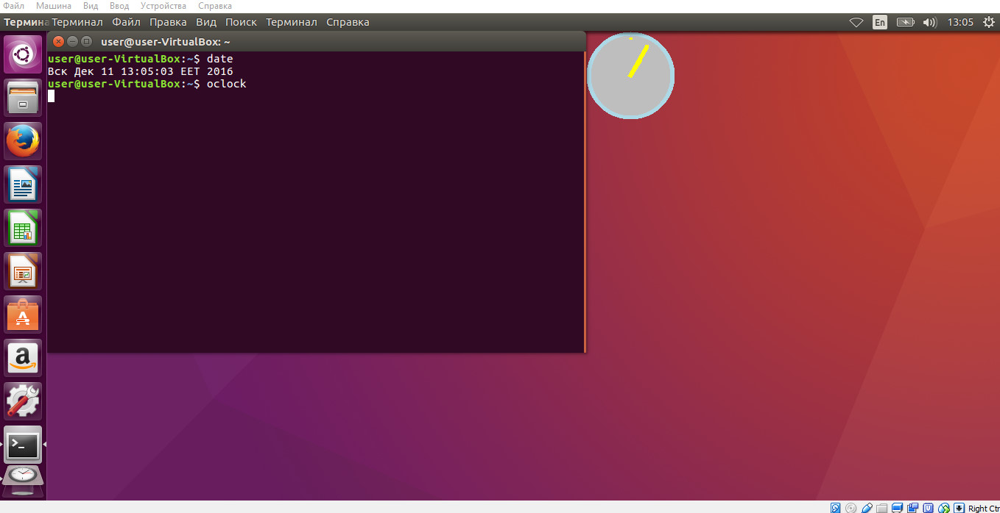 Файл Машина Вид Ввод Устройства Справка
Термина Терминал Файл Правка Вид Поиск Терминал Справка En 13:05
user@user-VirtualBox: ~
user@user-VirtualBox:~$ date
Вск Дек 11 13:05:03 EET 2016
user@user-VirtualBox:~$ oclock
A
a
>_
Right Ctr